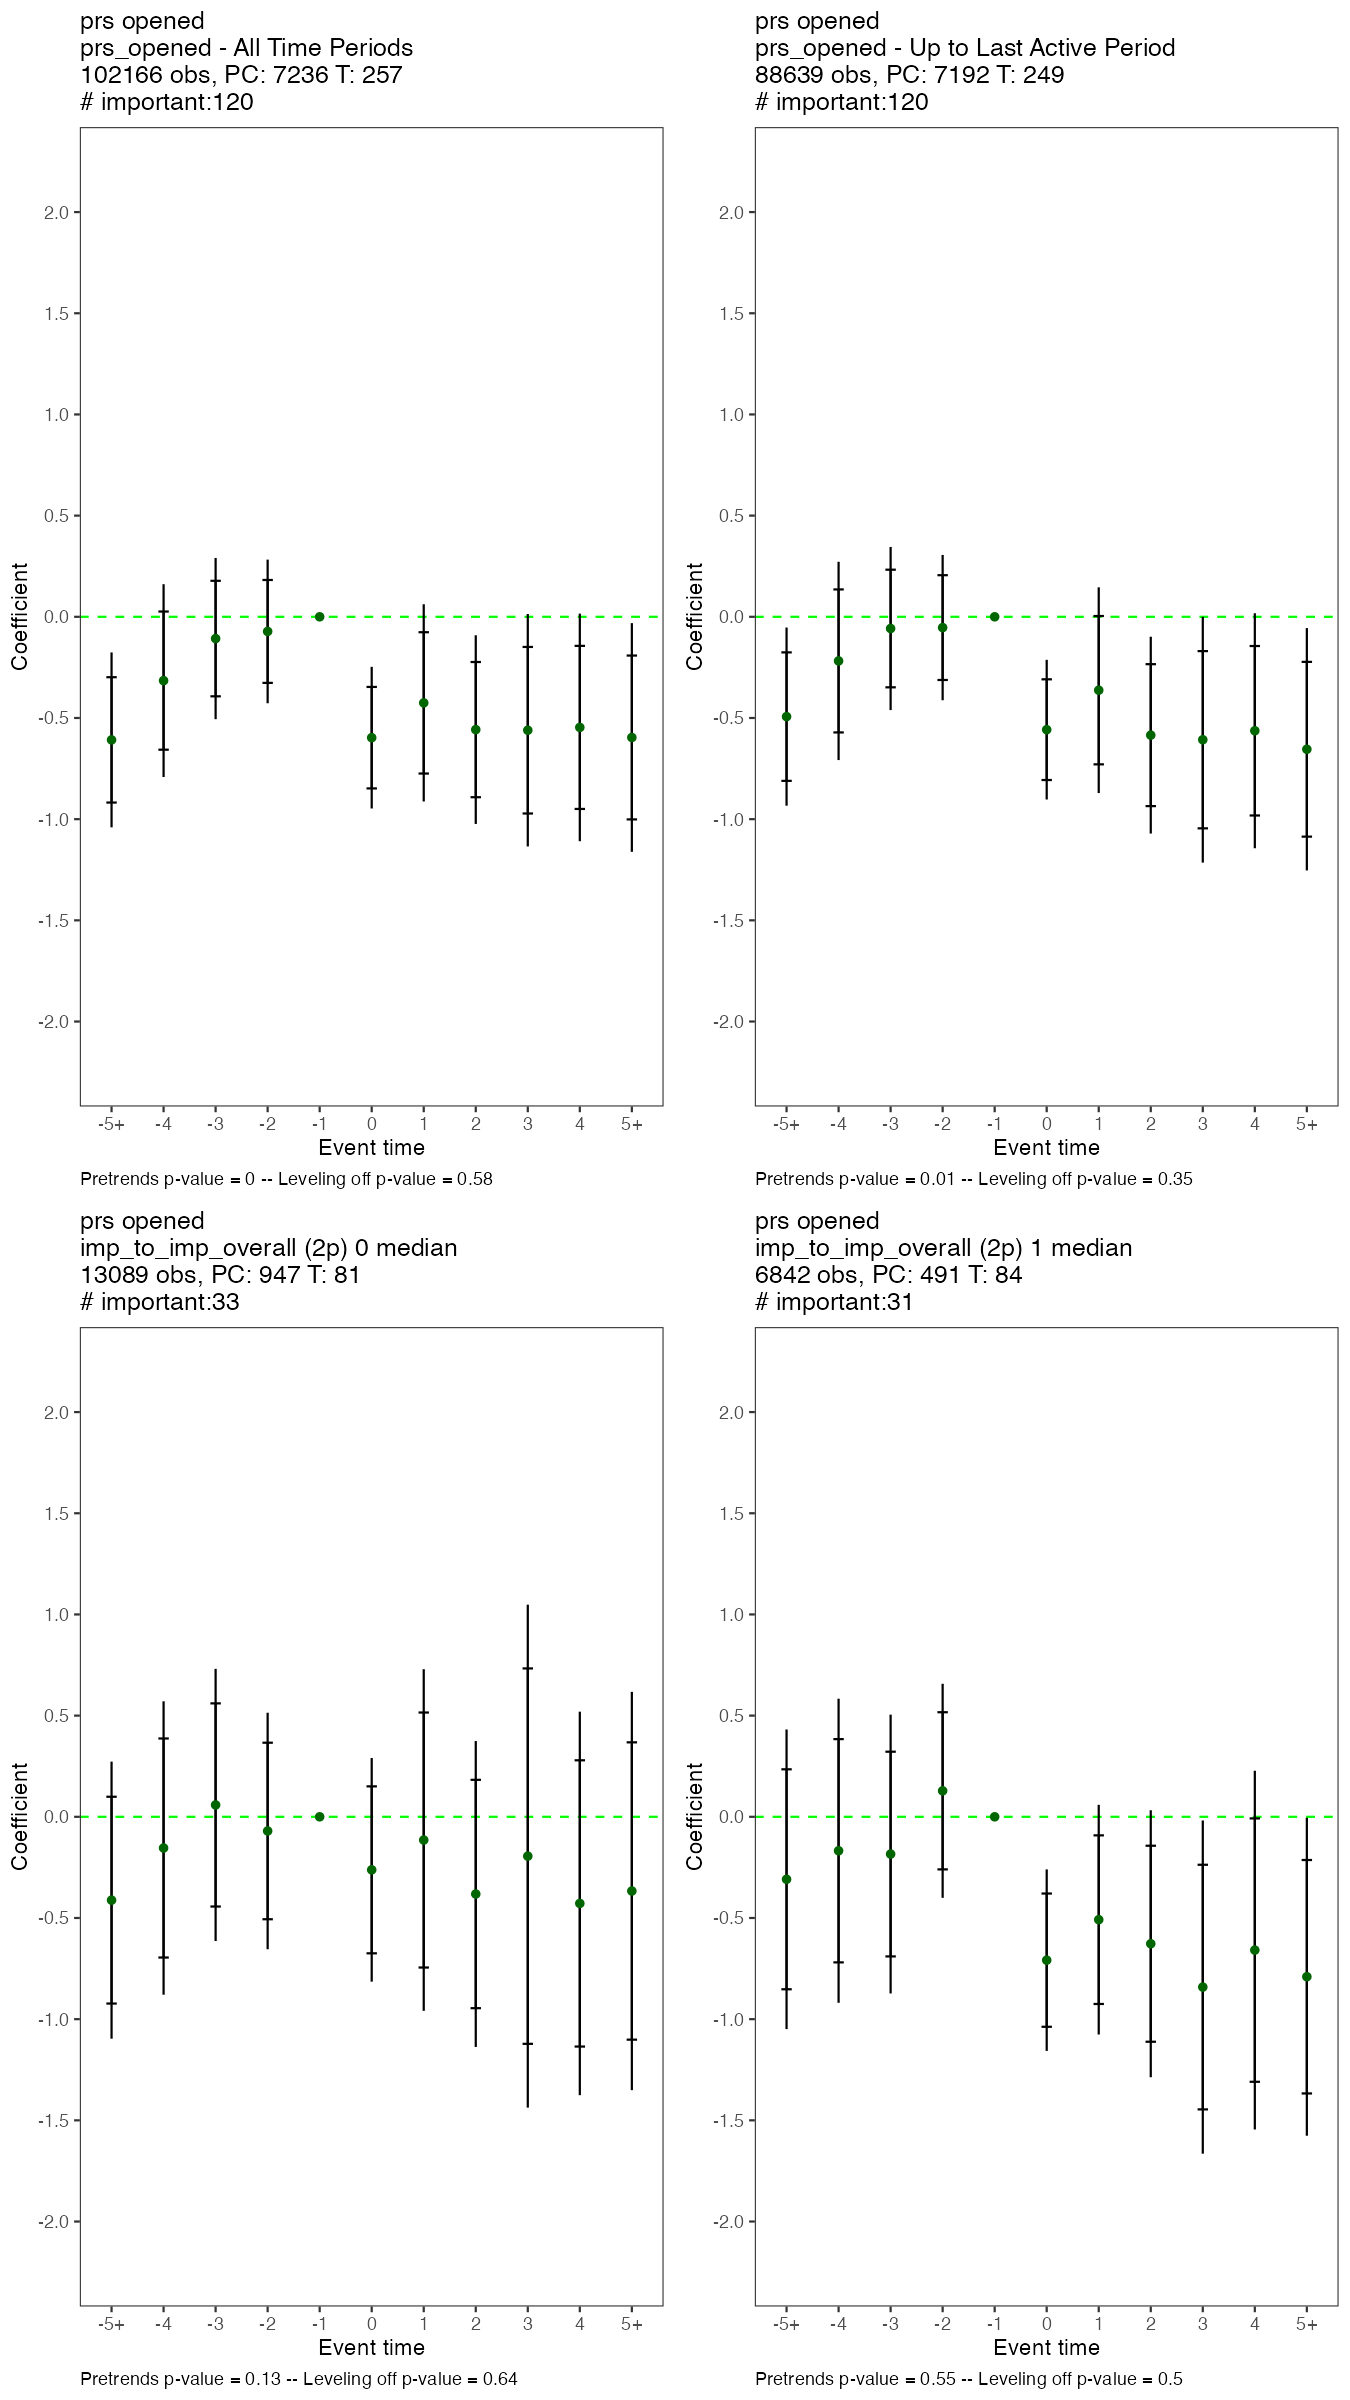 prs opened
prs_opened - All Time Periods
102166 obs, PC: 7236 T: 257
# important:120
Coefficient
2.0
1.5
1.0
0.5
0.0
-0.5
-1.0
-1.5
-2.0
-5+ -4 -3 -2 -1 0 1 2 3 4 5+
Event time
Pretrends p-value = 0 -- Leveling off p-value = 0.58
prs opened
prs_opened - Up to Last Active Period
88639 obs, PC: 7192 T: 249
# important:120
Coefficient
2.0
1.5
1.0
0.5
0.0
-0.5
-1.0
-1.5
-2.0
-5+ -4 -3 -2 -1 0 1 2 3 4 5+
Event time
Pretrends p-value = 0.01 -- Leveling off p-value = 0.35
prs opened
imp_to_imp_overall (2p) 0 median
13089 obs, PC: 947 T: 81
# important:33
Coefficient
2.0
1.5
1.0
0.5
0.0
-0.5
-1.0
-1.5
-2.0
-5+ -4 -3 -2 -1 0 1 2 3 4 5+
Event time
Pretrends p-value = 0.13 -- Leveling off p-value = 0.64
prs opened
imp_to_imp_overall (2p) 1 median
6842 obs, PC: 491 T: 84
# important:31
Coefficient
2.0
1.5
1.0
0.5
0.0
-0.5
-1.0
-1.5
-2.0
-5+ -4 -3 -2 -1 0 1 2 3 4 5+
Event time
Pretrends p-value = 0.55 -- Leveling off p-value = 0.5